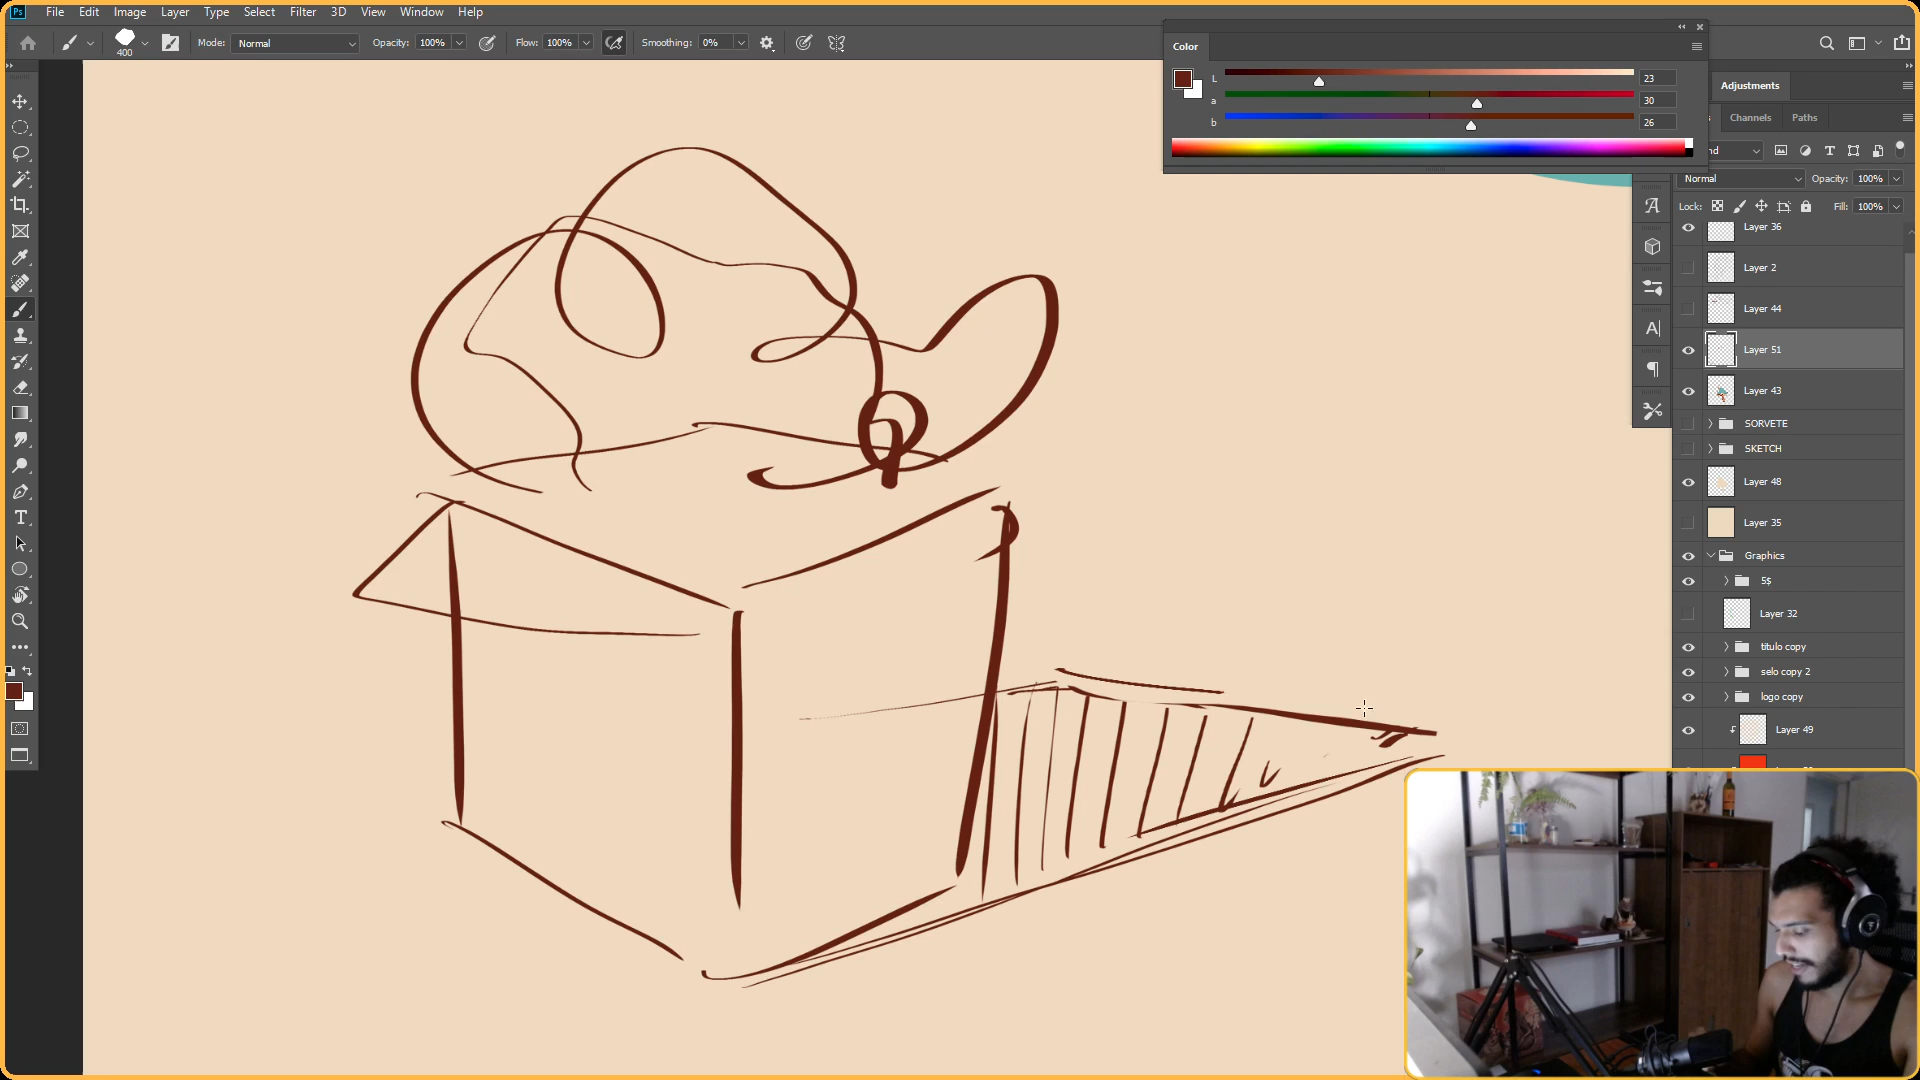 Ps File Edit Image Layer Type Select Filter 3D View Window Help
400 Mode: Normal Opacity: 100% Flow: 100% Smoothing: 0%
Color
L 23
a 30
b 26
Adjustments
Channels Paths
nd
Normal Opacity: 100%
Lock: Fill: 100%
Layer 36
Layer 2
Layer 44
Layer 51
Layer 43
SORVETE
SKETCH
Layer 48
Layer 35
Graphics
5$
Layer 32
titulo copy
selo copy 2
logo copy
Layer 49